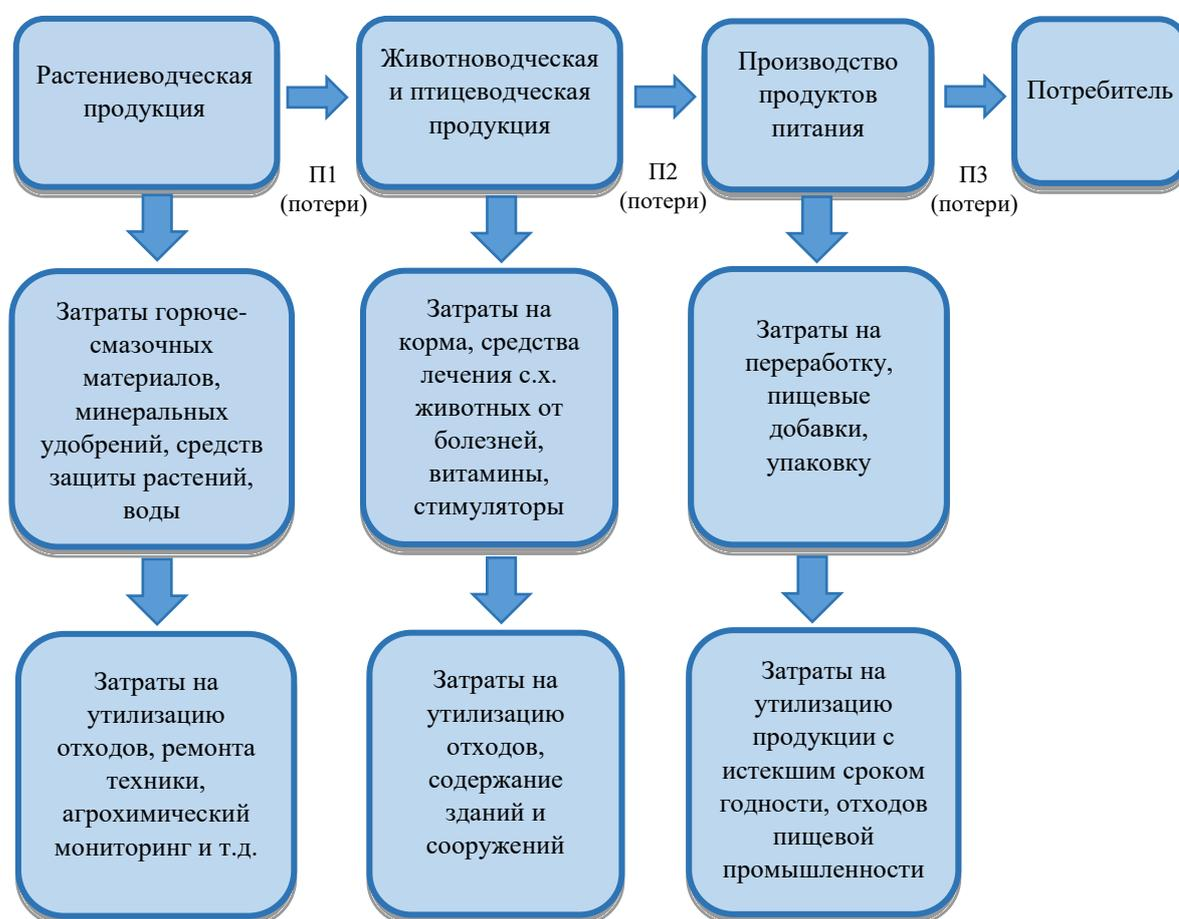 Растениеводческая
продукция
Животноводческая
и птицеводческая
продукция
Производство
продуктов
питания
Потребитель
П1
(потери)
П2
(потери)
П3
(потери)
Затраты горюче-
смазочных
материалов,
минеральных
удобрений, средств
защиты растений,
воды
Затраты на
корма, средства
лечения с.х.
животных от
болезней,
витамины,
стимуляторы
Затраты на
переработку,
пищевые
добавки,
упаковку
Затраты на
утилизацию
отходов, ремонта
техники,
агрохимический
мониторинг и т.д.
Затраты на
утилизацию
отходов,
содержание
зданий и
сооружений
Затраты на
утилизацию
продукции с
истекшим сроком
годности, отходов
пищевой
промышленности